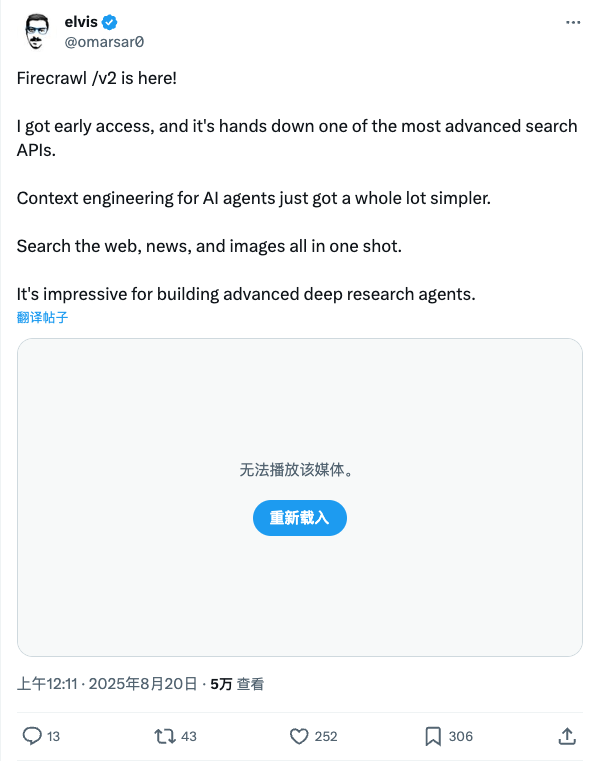 elvis
@omarsar0
Firecrawl /v2 is here!
I got early access, and it's hands down one of the most advanced search
APIs.
Context engineering for AI agents just got a whole lot simpler.
Search the web, news, and images all in one shot.
It's impressive for building advanced deep research agents.
翻译帖子
无法播放该媒体。
重新载入
上午12:11 · 2025年8月20日 · 5万 查看
13 43 252 306